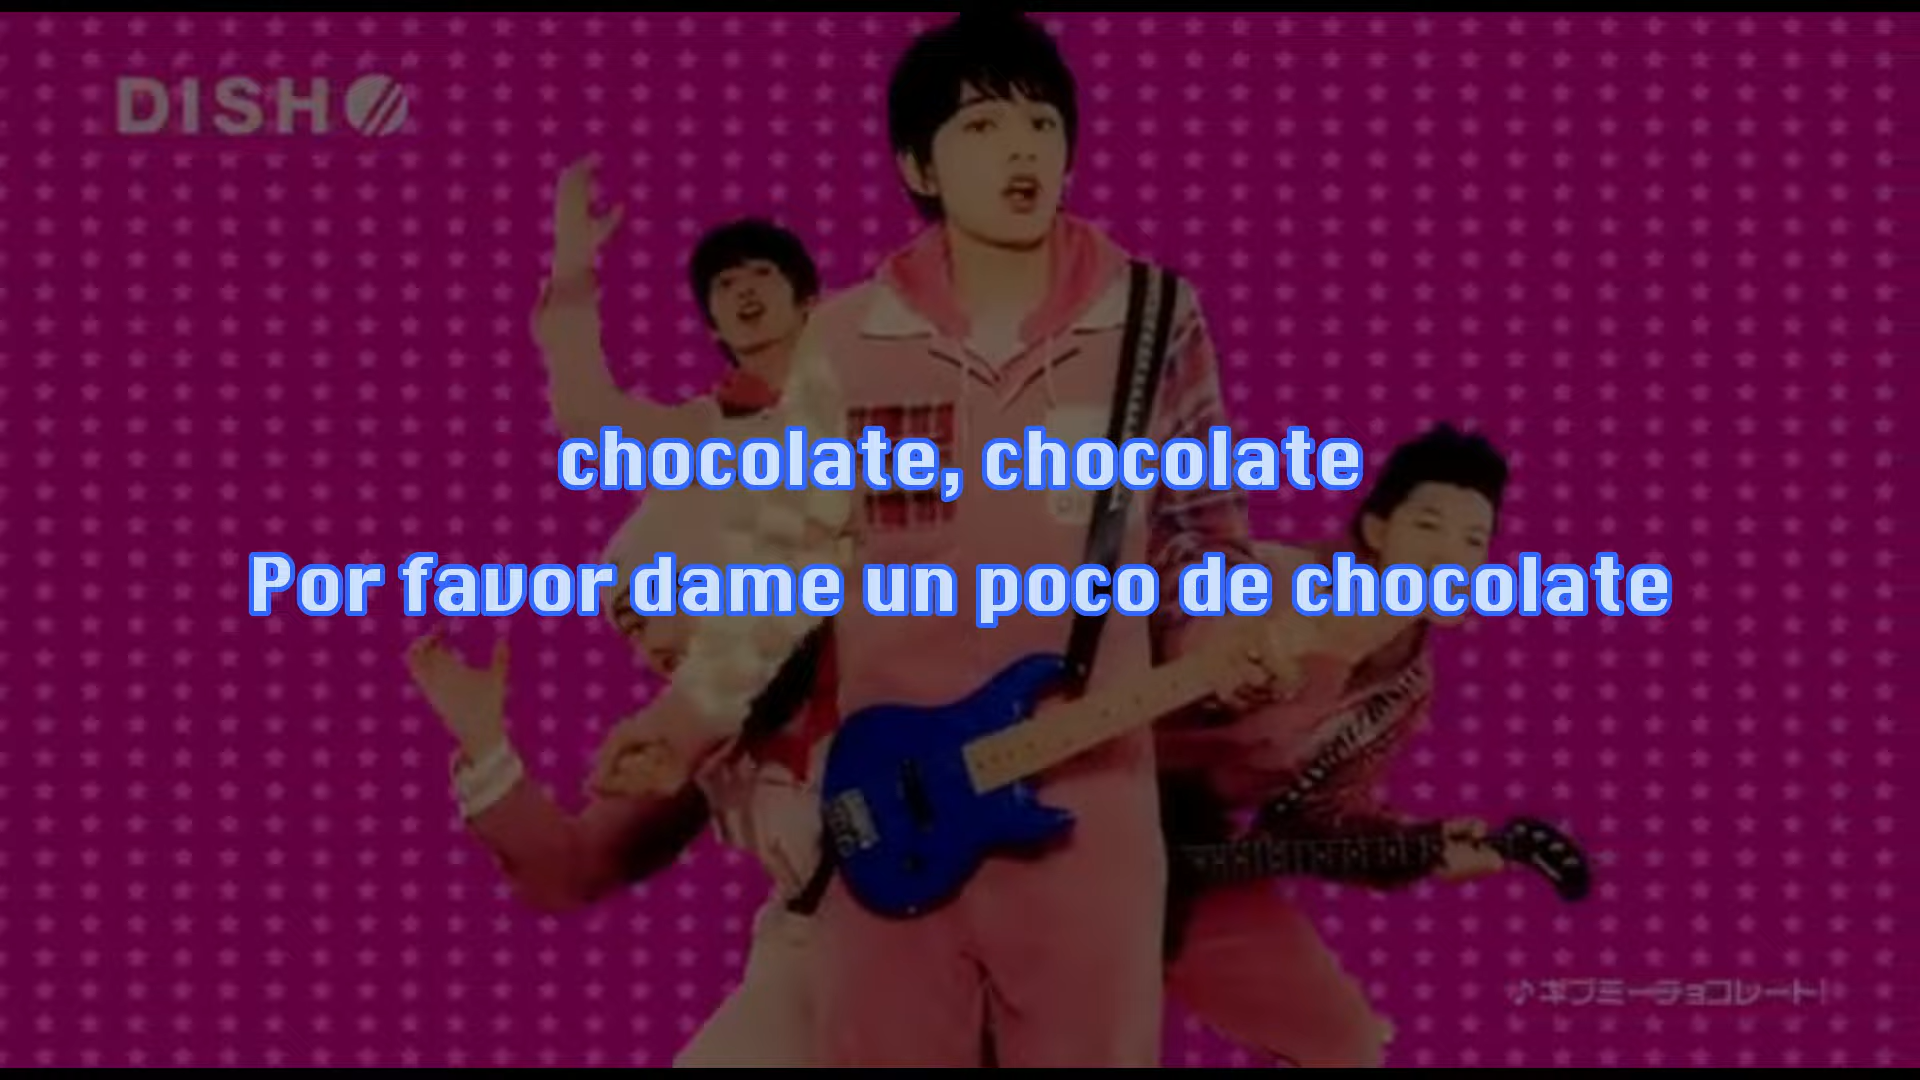 DISH//
chocolate, chocolate
Por favor dame un poco de chocolate
♪ギブミーチョコレート!